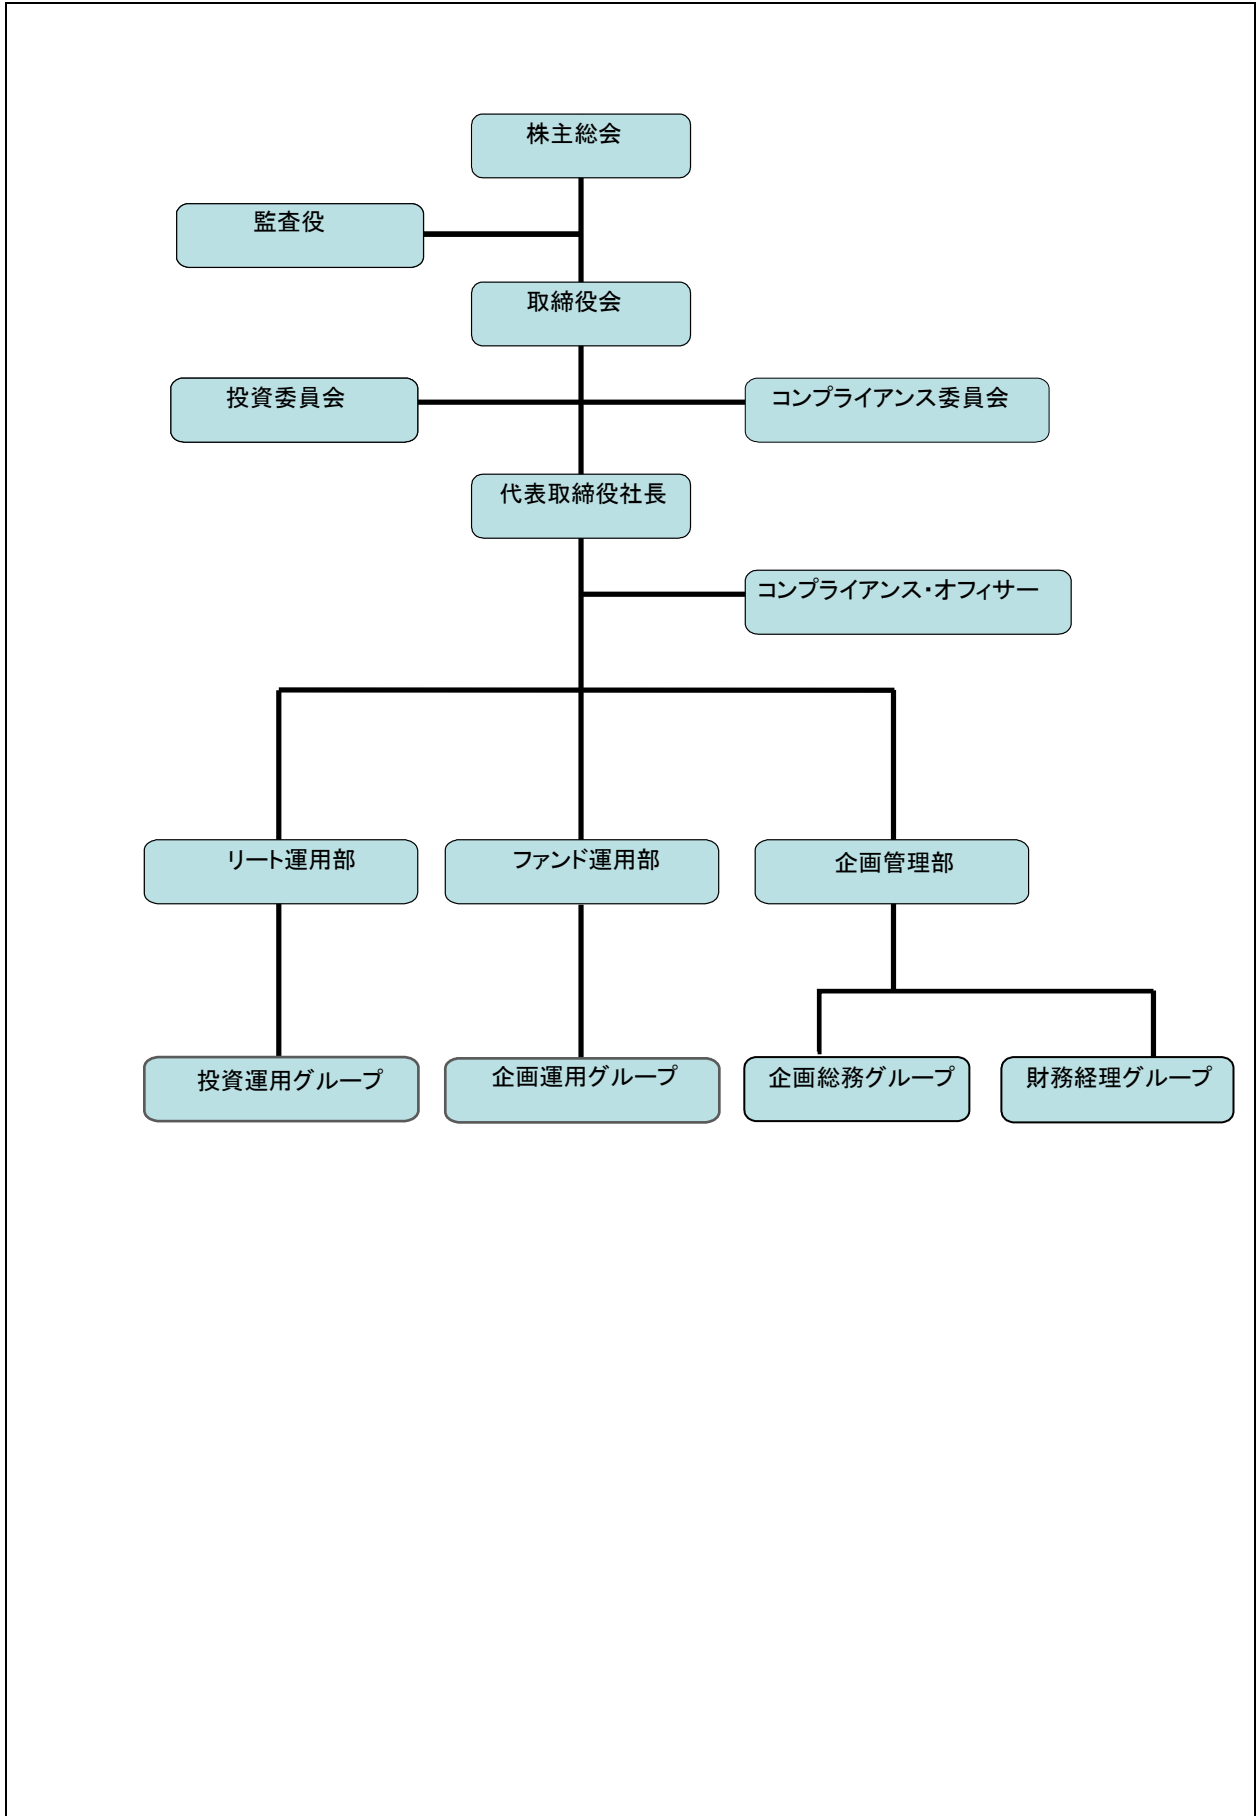 株主総会
監査役
取締役会
投資委員会
コンプライアンス委員会
代表取締役社長
コンプライアンス・オフィサー
リート運用部
ファンド運用部
企画管理部
投資運用グループ
企画運用グループ
企画総務グループ
財務経理グループ